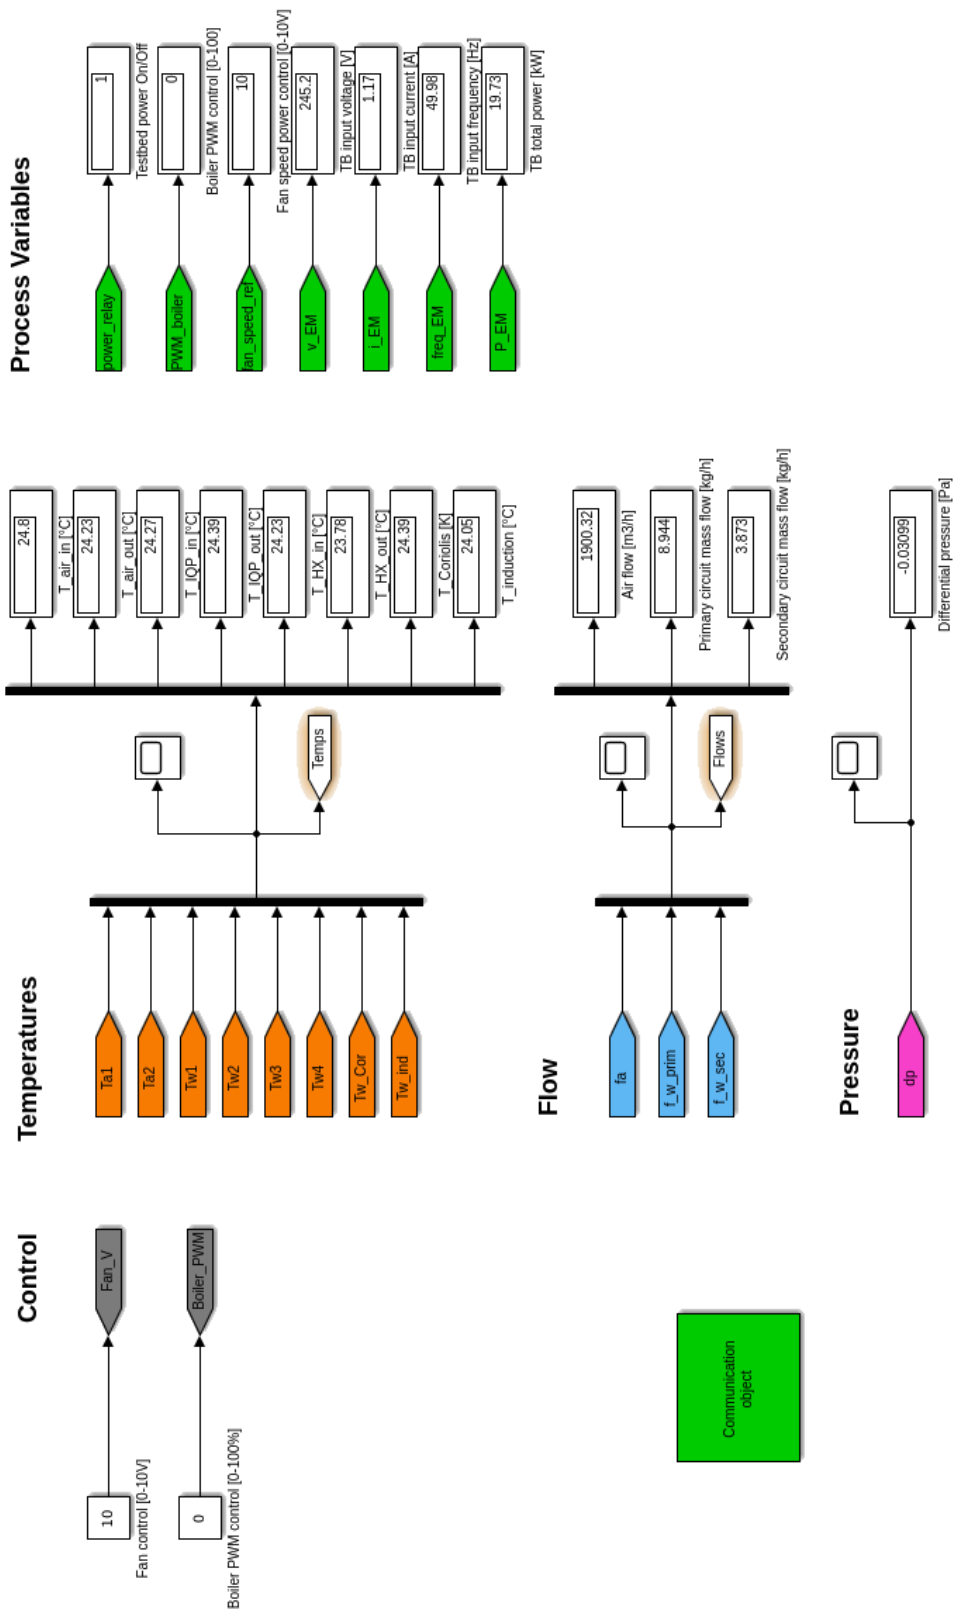 Control
10
Fan control [0-10V]
Fan_V
0
Boiler PWM control [0-100%]
Boiler_PWM
Communication
object
Temperatures
Ta1
Ta2
Tw1
Tw2
Tw3
Tw4
Tw_Cor
Tw_ind
Temps
24.8
T_air_in [°C]
24.23
T_air_out [°C]
24.27
T_IQP_in [°C]
24.39
T_IQP_out [°C]
24.23
T_HX_in [°C]
23.78
T_HX_out [°C]
24.39
T_Coriolis [K]
24.05
T_induction [°C]
Flow
fa
f_w_prim
f_w_sec
Flows
1900.32
Air flow [m3/h]
8.944
Primary circuit mass flow [kg/h]
3.873
Secondary circuit mass flow [kg/h]
Pressure
dp
-0.03099
Differential pressure [Pa]
Process Variables
power_relay
1
Testbed power On/Off
PWM_boiler
0
Boiler PWM control [0-100]
fan_speed_ref
10
Fan speed power control [0-10V]
v_EM
245.2
TB input voltage [V]
i_EM
1.17
TB input current [A]
freq_EM
49.98
TB input frequency [Hz]
P_EM
19.73
TB total power [kW]